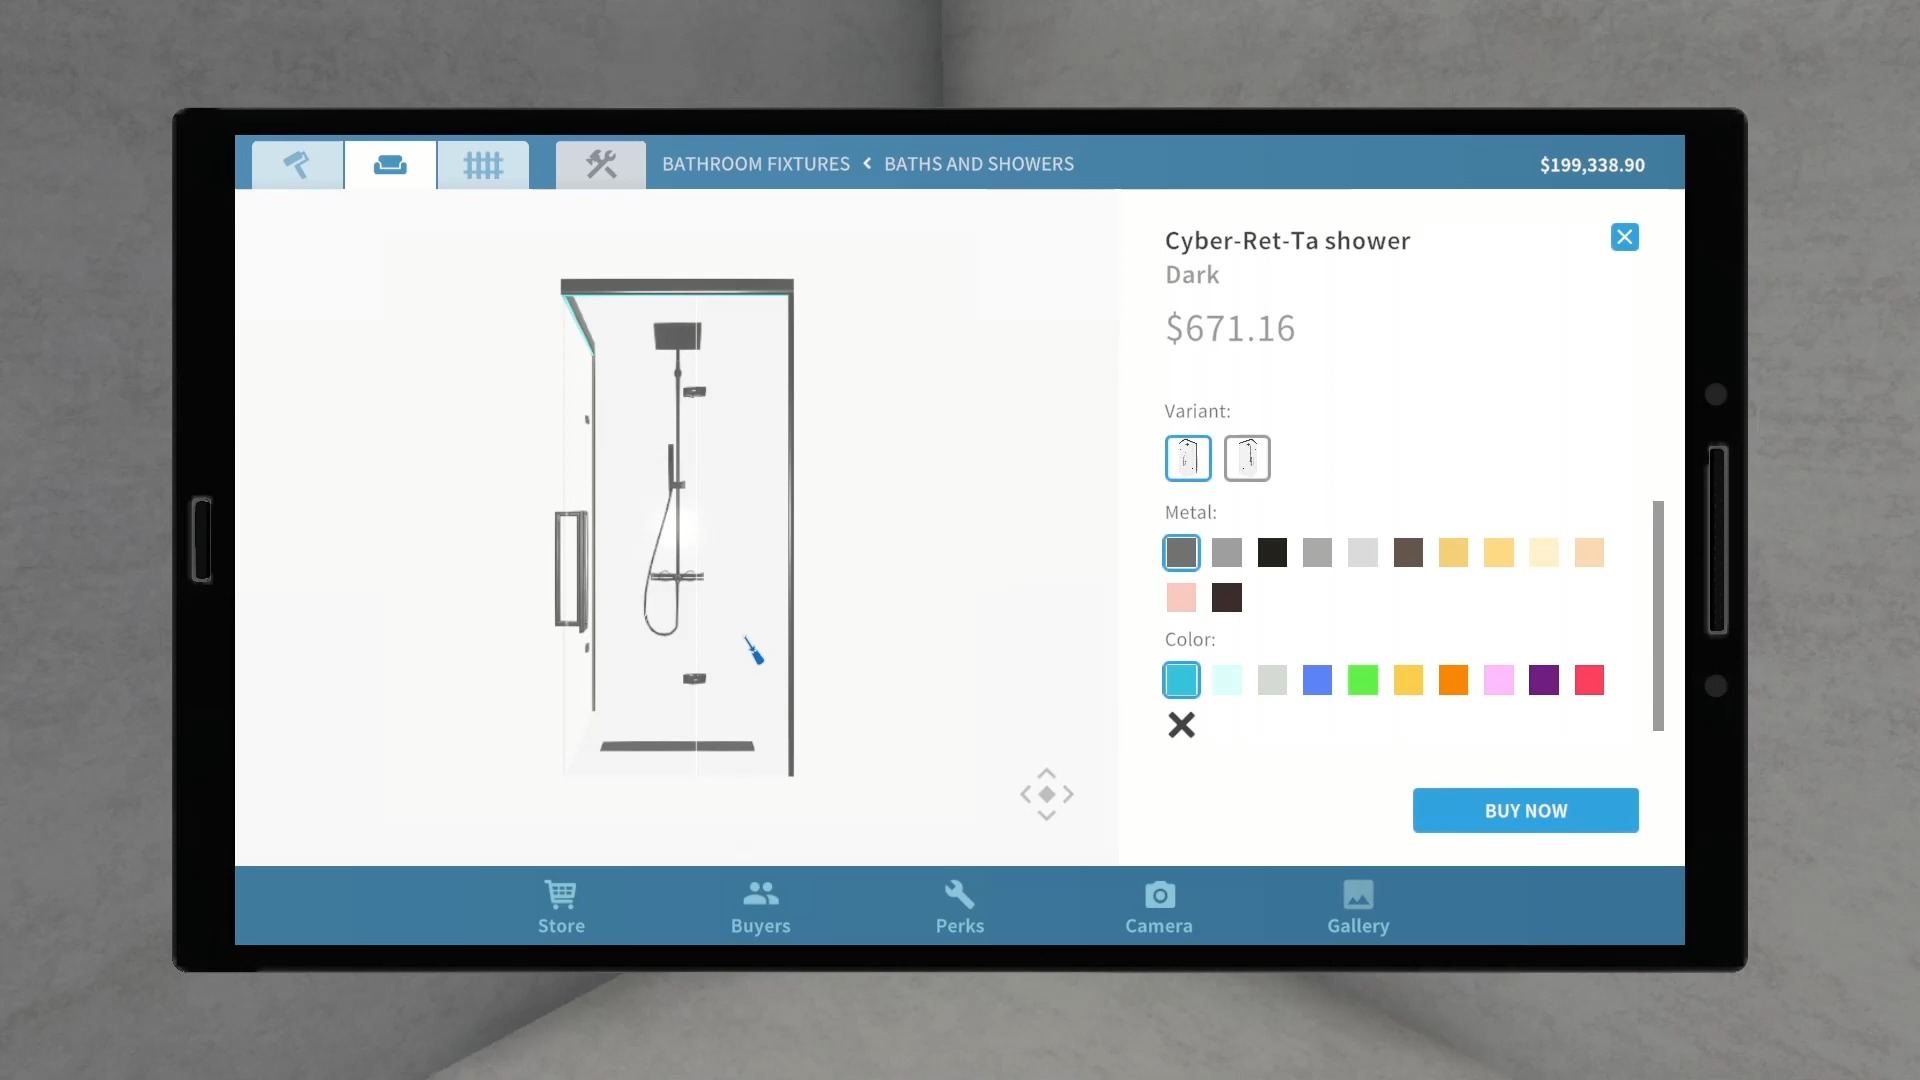 BATHROOM FIXTURES < BATHS AND SHOWERS
$199,338.90
Cyber-Ret-Ta shower
Dark
$671.16
Variant:
Metal:
Color:
BUY NOW
Store
Buyers
Perks
Camera
Gallery